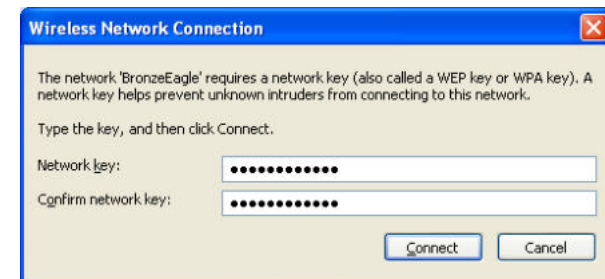 Wireless Network Connection
The network 'BronzeEagle' requires a network key (also called a WEP key or WPA key). A
network key helps prevent unknown intruders from connecting to this network.
Type the key, and then click Connect.
Network key: ●●●●●●●●●●●●
Confirm network key: ●●●●●●●●●●●●
Connect Cancel